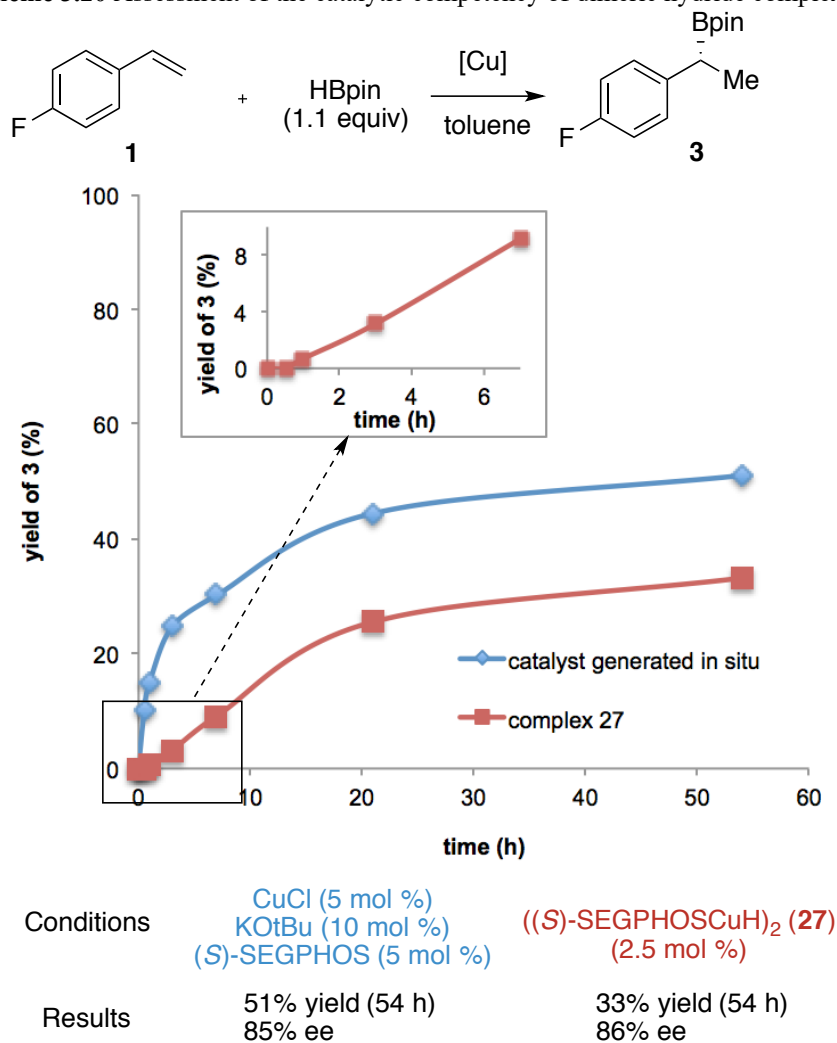 Bpin
F
1
+
HBpin
(1.1 equiv)
[Cu]
toluene
Me
F
3
100
80
60
40
20
0
yield of 3 (%)
8
4
0
yield of 3 (%)
0 2 4 6
time (h)
catalyst generated in situ
complex 27
0 10 20 30 40 50 60
time (h)
Conditions
CuCl (5 mol %)
KOtBu (10 mol %)
(S)-SEGPHOS (5 mol %)
((S)-SEGPHOSCuH)2 (27)
(2.5 mol %)
Results
51% yield (54 h)
85% ee
33% yield (54 h)
86% ee